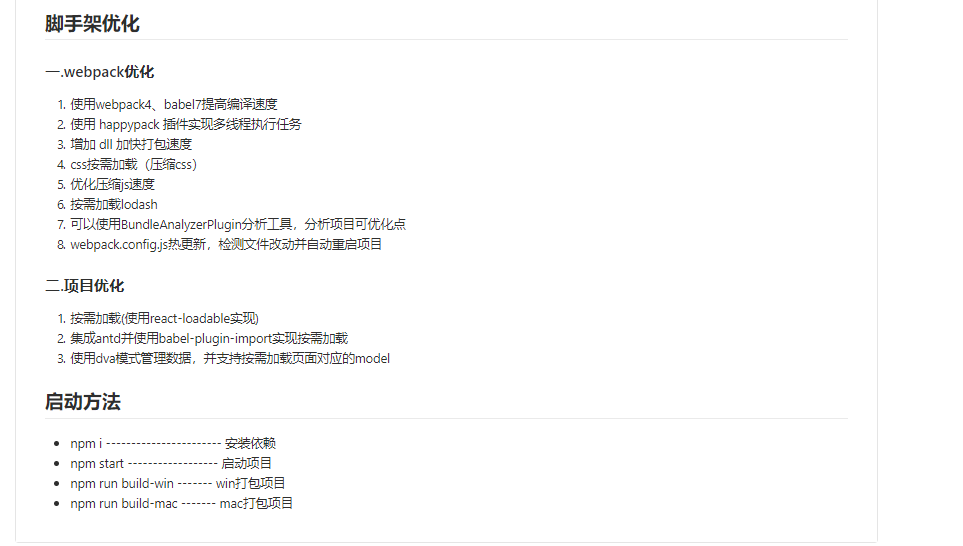 脚手架优化
一.webpack优化
1. 使用webpack4、babel7提高编译速度
2. 使用 happypack 插件实现多线程执行任务
3. 增加 dll 加快打包速度
4. css按需加载（压缩css）
5. 优化压缩js速度
6. 按需加载lodash
7. 可以使用BundleAnalyzerPlugin分析工具，分析项目可优化点
8. webpack.config.js热更新，检测文件改动并自动重启项目
二.项目优化
1. 按需加载(使用react-loadable实现)
2. 集成antd并使用babel-plugin-import实现按需加载
3. 使用dva模式管理数据，并支持按需加载页面对应的model
启动方法
• npm i ----------------------- 安装依赖
• npm start ------------------ 启动项目
• npm run build-win ------- win打包项目
• npm run build-mac ------- mac打包项目